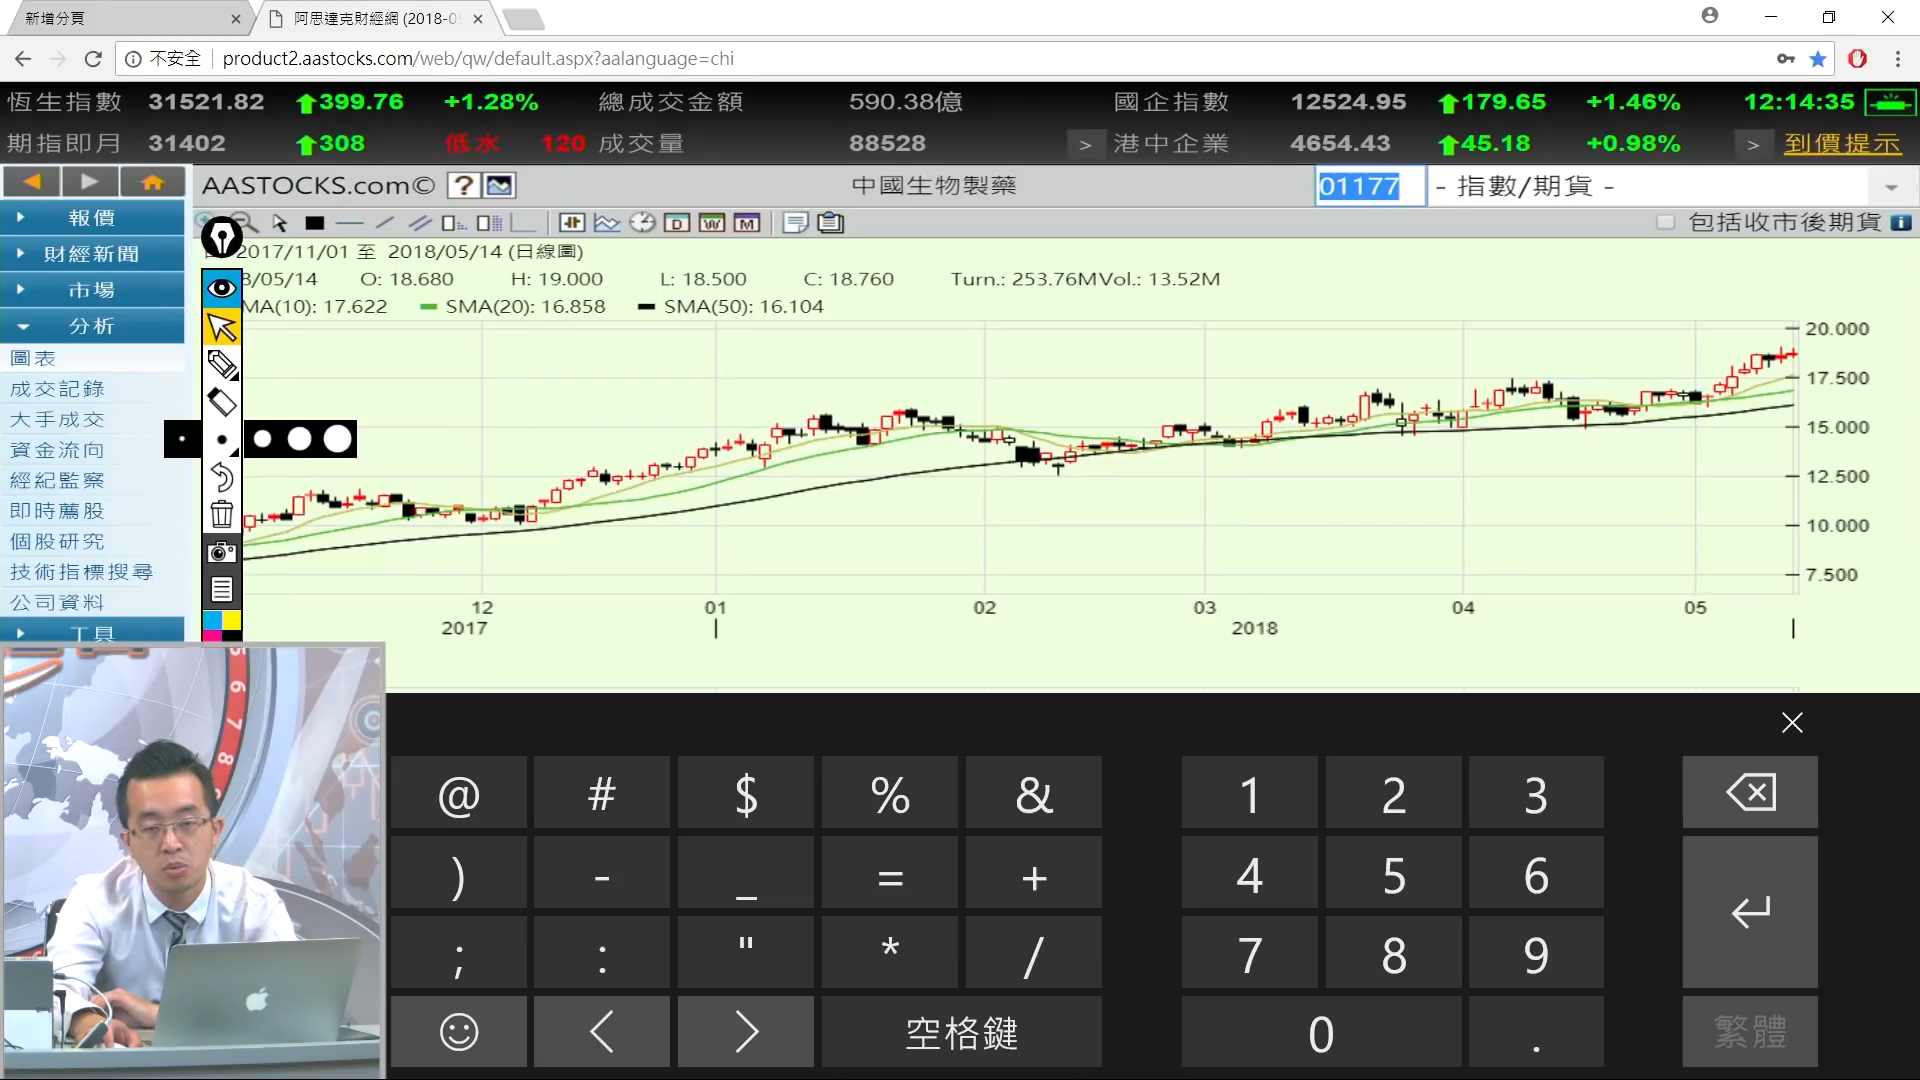 新增分頁
阿思達克財經網 (2018-05
不安全 product2.aastocks.com/web/qw/default.aspx?aalanguage=chi
恆生指數 31521.82 399.76 +1.28% 總成交金額 590.38億 國企指數 12524.95 179.65 +1.46% 12:14:35
期指即月 31402 308 低水 120 成交量 88528 > 港中企業 4654.43 45.18 +0.98% > 到價提示
AASTOCKS.com© ? 中國生物製藥 01177 - 指數/期貨 -
報價
財經新聞
市場
分析
圖表
成交記錄
大手成交
資金流向
經紀監察
即時薦股
個股研究
技術指標搜尋
公司資料
工具
D W M 包括收市後期貨 i
2017/11/01 至 2018/05/14 (日線圖)
8/05/14 O: 18.680 H: 19.000 L: 18.500 C: 18.760 Turn.: 253.76M Vol.: 13.52M
MA(10): 17.622 SMA(20): 16.858 SMA(50): 16.104
20.000
17.500
15.000
12.500
10.000
7.500
12 01 02 03 04 05
2017 2018
5
6
7
8
@ # $ % & 1 2 3
) - _ = + 4 5 6
; : " * / 7 8 9
< > 空格鍵 0 . 繁體